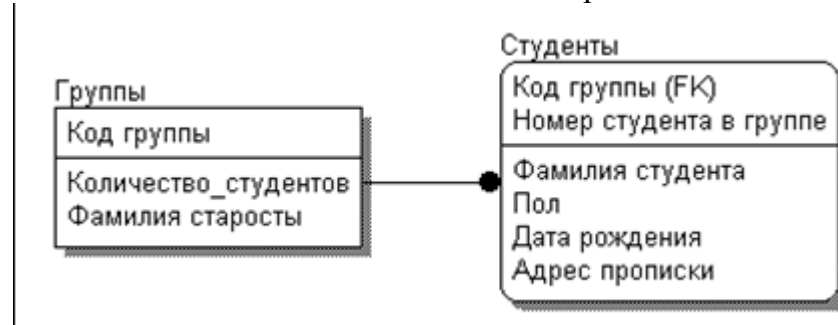 Группы
Код группы
Количество_студентов
Фамилия старосты
Студенты
Код группы (FK)
Номер студента в группе
Фамилия студента
Пол
Дата рождения
Адрес прописки